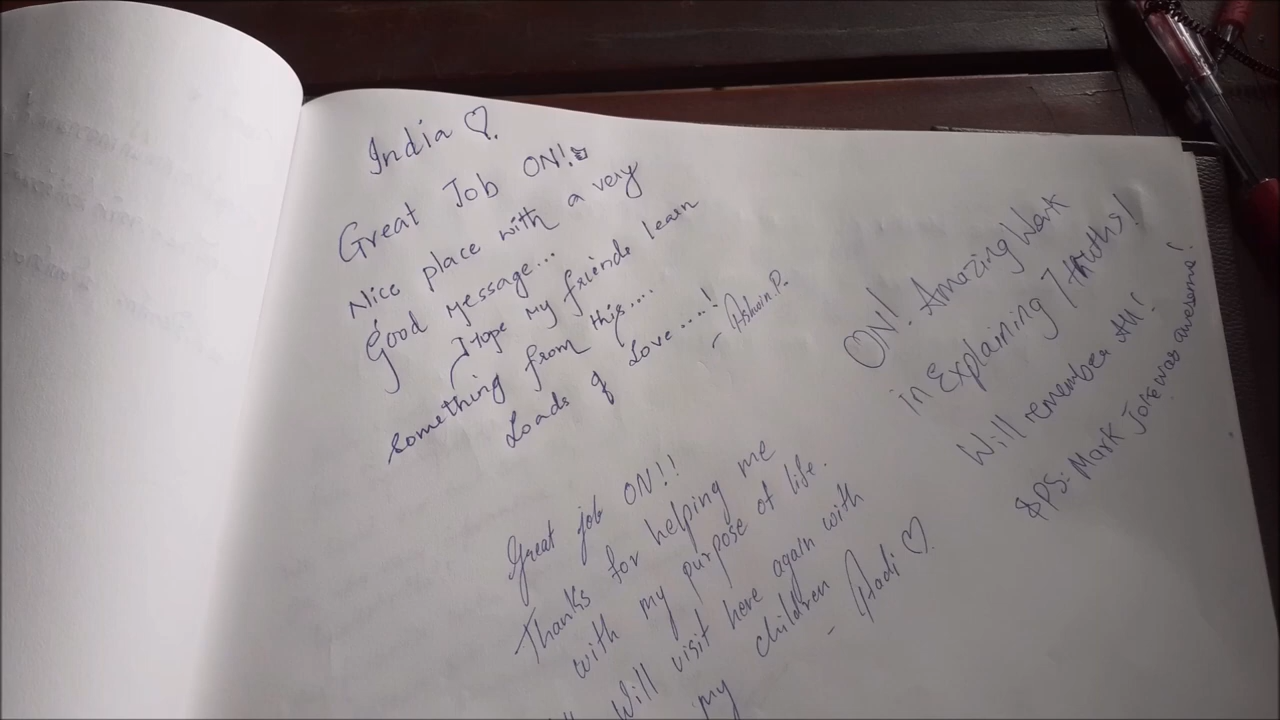 India ♡.
Great Job ON!
Nice place with a very
Good message...
I Hope my friends learn
something from this....
Loads of Love.....!
- Ashwin.P.
ON! Amazing Work
in Explaining 7 truths!
Will remember All!
PS: Mark Joke was awesome!
Great job ON!!
Thanks for helping me
with my purpose of life.
Will visit here again with
my children
- Aadi ♡.